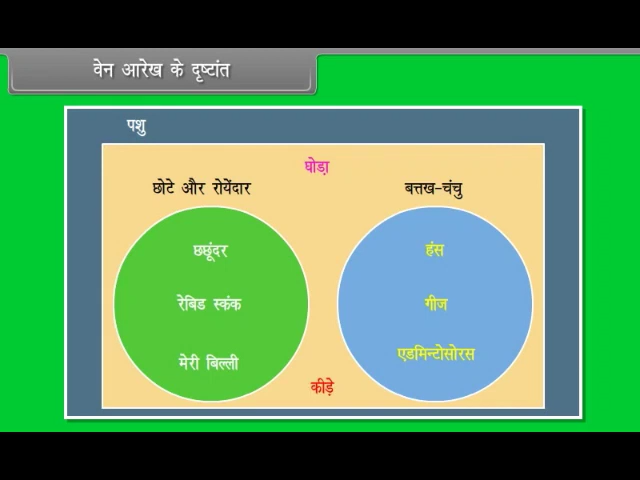 वेन आरेख के दृष्टांत
पशु
घोड़ा
छोटे और रोयेंदार
बत्तख-चंचु
छछूंदर
हंस
रेबिड स्कंक
गीज
मेरी बिल्ली
एडमिन्टोसोरस
कीड़े